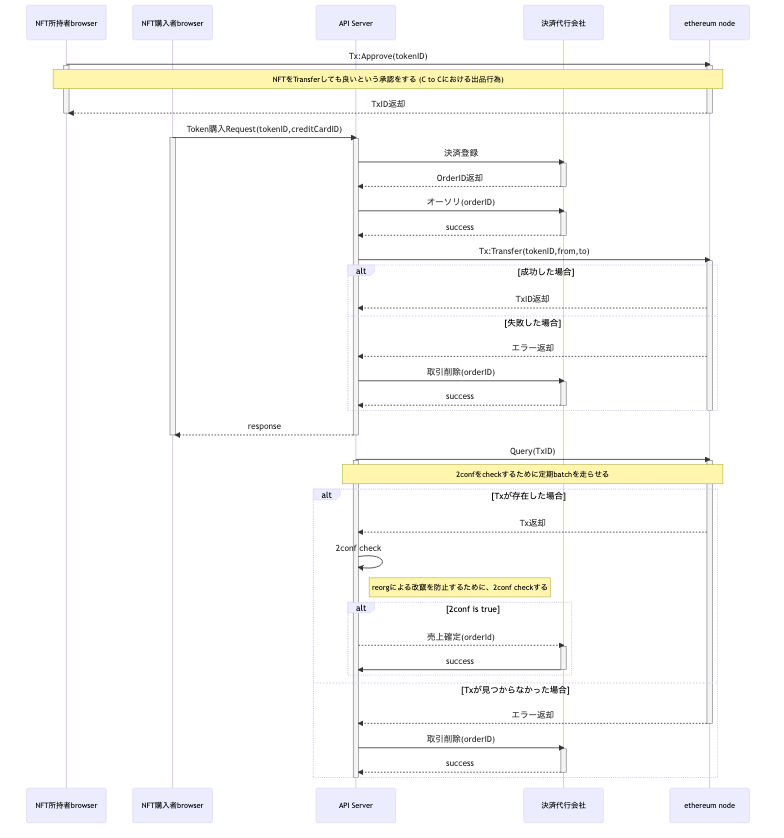 NFT所持者browser
NFT購入者browser
API Server
決済代行会社
ethereum node
Tx:Approve(tokenID)
NFTをTransferしても良いという承認をする (C to Cにおける出品行為)
TxID返却
Token購入Request(tokenID,creditCardID)
決済登録
OrderID返却
オーソリ(orderID)
success
Tx:Transfer(tokenID,from,to)
alt
[成功した場合]
TxID返却
[失敗した場合]
エラー返却
取引削除(orderID)
success
response
Query(TxID)
2confをcheckするために定期batchを走らせる
alt
[Txが存在した場合]
Tx返却
2conf check
reorgによる改竄を防止するために、2conf checkする
alt
[2conf is true]
売上確定(orderId)
success
[Txが見つからなかった場合]
エラー返却
取引削除(orderID)
success
NFT所持者browser
NFT購入者browser
API Server
決済代行会社
ethereum node